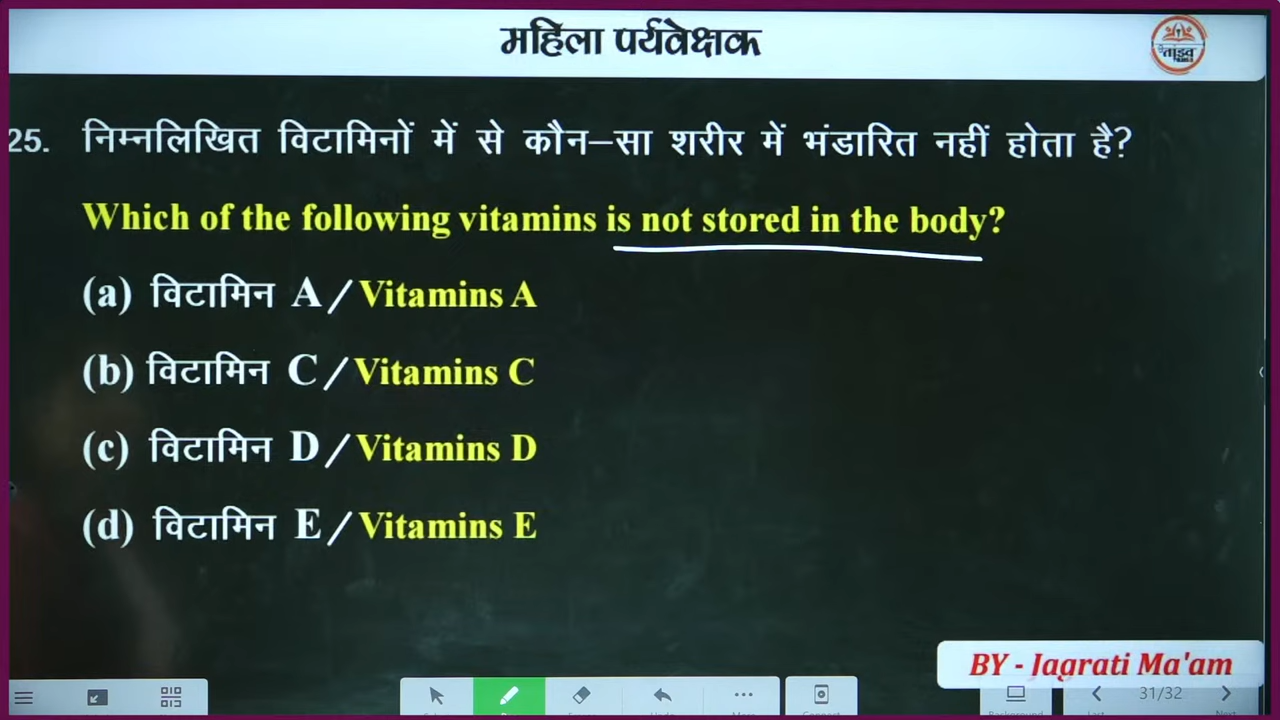 महिला पर्यवेक्षक
25. निम्नलिखित विटामिनों में से कौन–सा शरीर में भंडारित नहीं होता है?
Which of the following vitamins is not stored in the body?
(a) विटामिन A/Vitamins A
(b) विटामिन C/Vitamins C
(c) विटामिन D/Vitamins D
(d) विटामिन E/Vitamins E
BY - Jagrati Ma'am
31/32